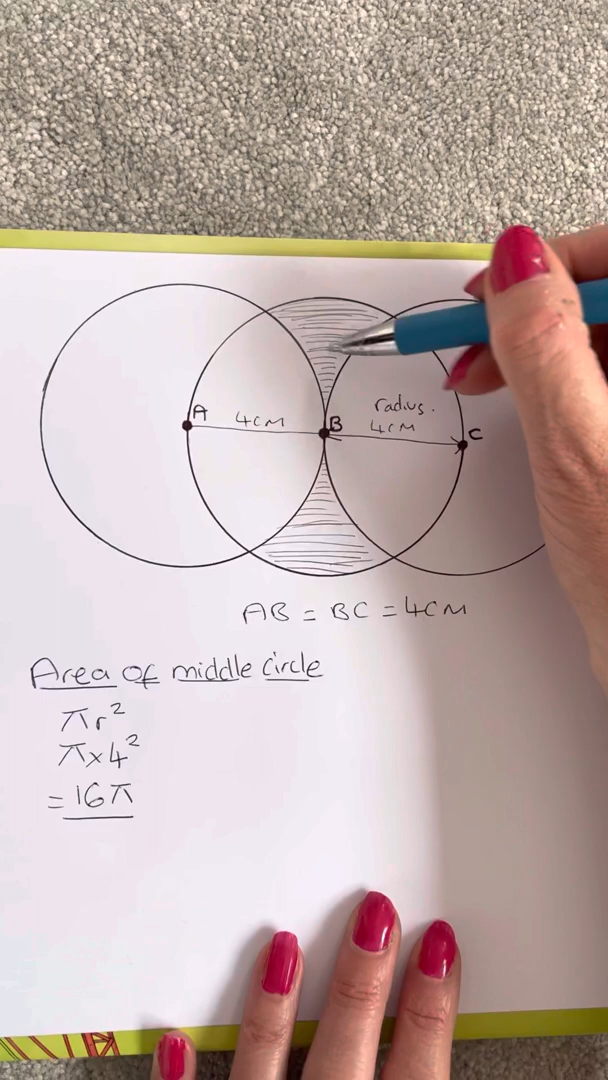 A 4cm B radius. 4cm C
AB = BC = 4cm
Area of middle circle
πr²
π×4²
= 16π